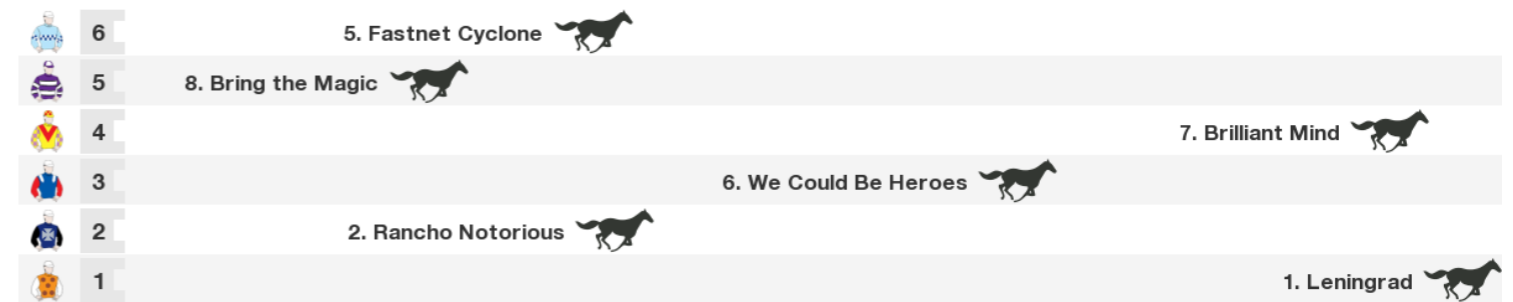 6 5. Fastnet Cyclone
5 8. Bring the Magic
4 7. Brilliant Mind
3 6. We Could Be Heroes
2 2. Rancho Notorious
1 1. Leningrad